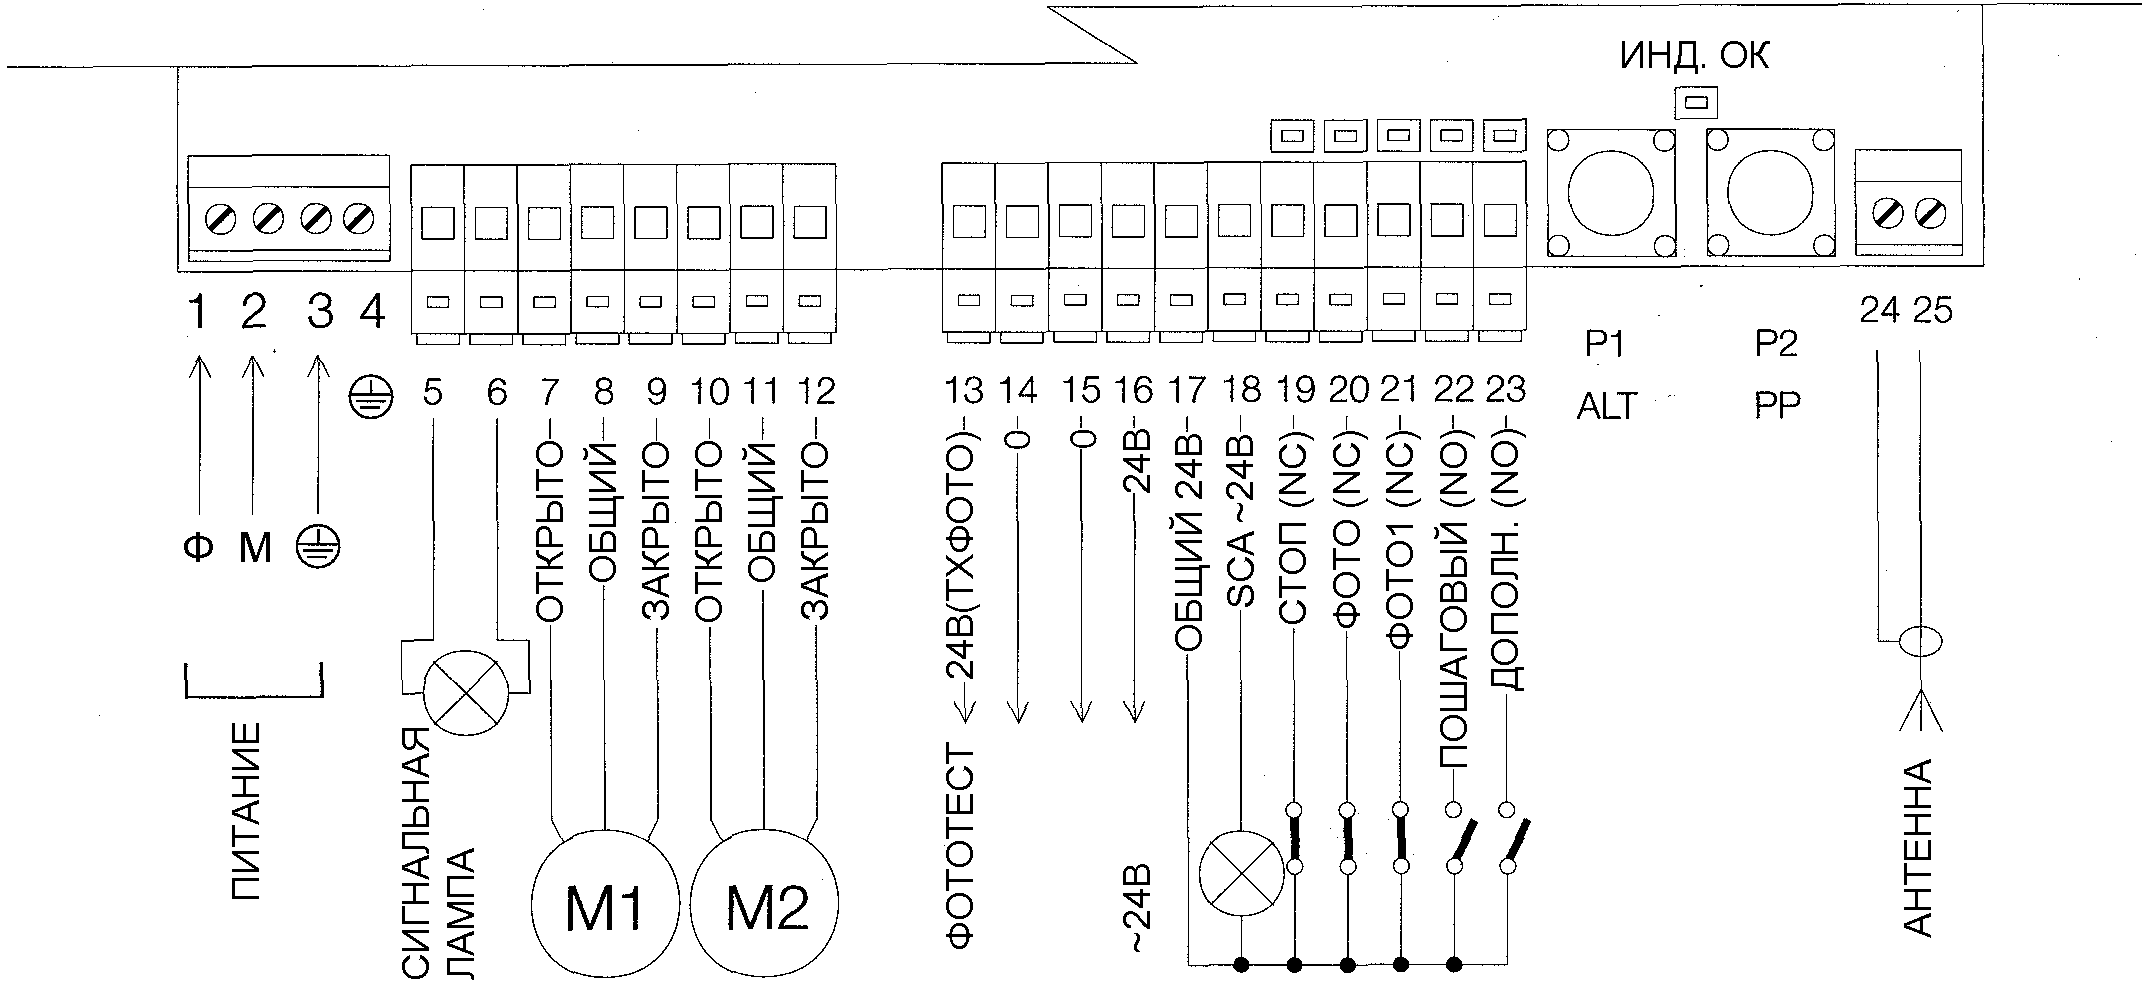 ИНД. ОК
1 2 3 4
24 25
P1 P2
ALT PP
5 6 7 8 9 10 11 12
13 14 15 16 17 18 19 20 21 22 23
Ф М
ПИТАНИЕ
СИГНАЛЬНАЯ
ЛАМПА
ОТКРЫТО
ОБЩИЙ
ЗАКРЫТО
ОТКРЫТО
ОБЩИЙ
ЗАКРЫТО
М1
М2
ФОТОТЕСТ
24В(ТХФОТО)
0
0
24В
~24В
ОБЩИЙ 24В
SCA ~24В
СТОП (NC)
ФОТО (NC)
ФОТО1 (NC)
ПОШАГОВЫЙ (NO)
ДОПОЛН. (NO)
АНТЕННА